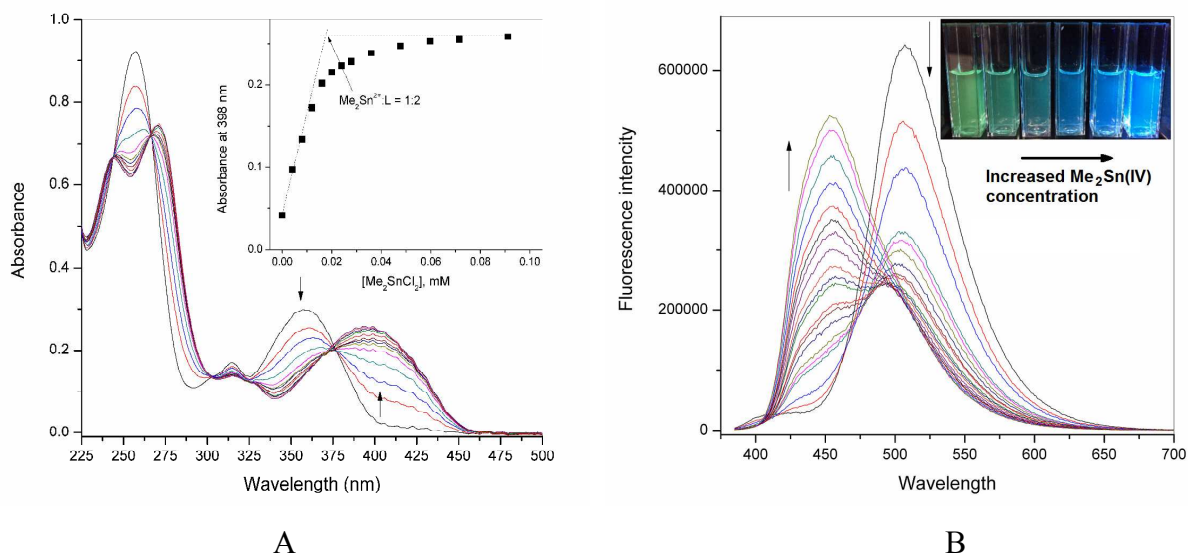 1.0
0.8
0.6
0.4
0.2
0.0
Absorbance
225 250 275 300 325 350 375 400 425 450 475 500
Wavelength (nm)
0.2
0.1
0.0
Absorbance at 398 nm
0.00 0.02 0.04 0.06 0.08 0.10
[Me₂SnCl₂], mM
Me₂Sn²⁺:L = 1:2
A
600000
400000
200000
0
Fluorescence intencity
400 450 500 550 600 650 700
Wavelength
Increased Me₂Sn(IV)
concentration
B